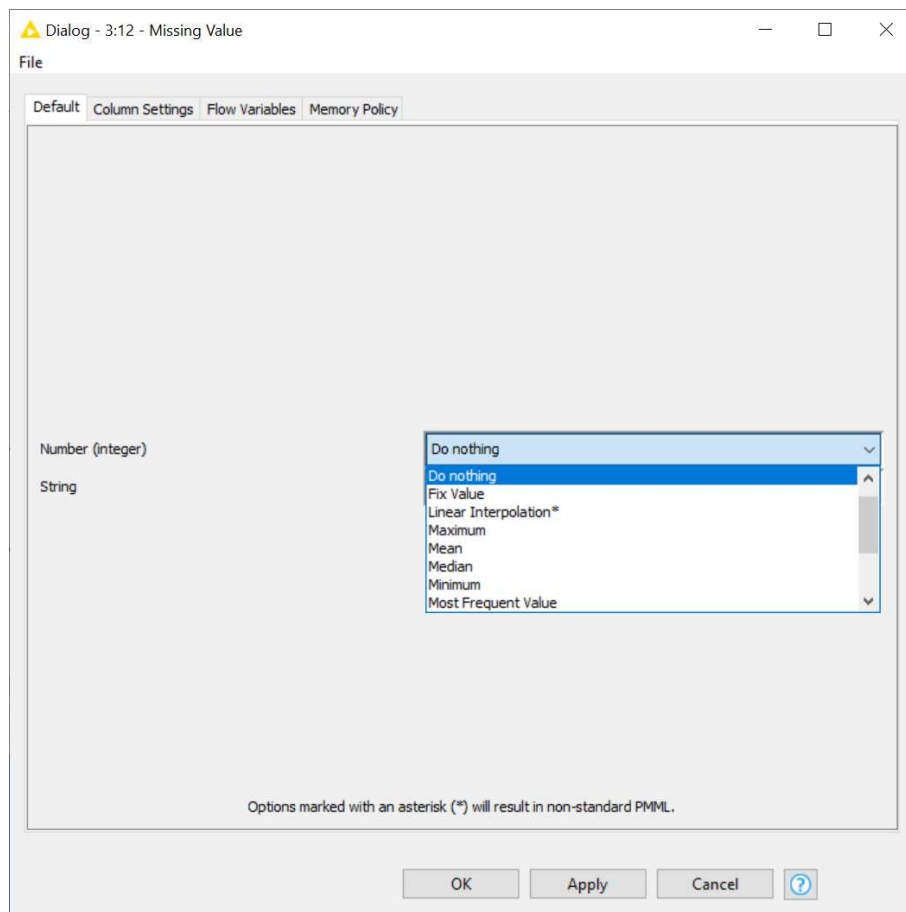 Dialog - 3:12 - Missing Value
File
Default Column Settings Flow Variables Memory Policy
Number (integer) Do nothing
Do nothing
String
Fix Value
Linear Interpolation*
Maximum
Mean
Median
Minimum
Most Frequent Value
Options marked with an asterisk (*) will result in non-standard PMML.
OK Apply Cancel ?